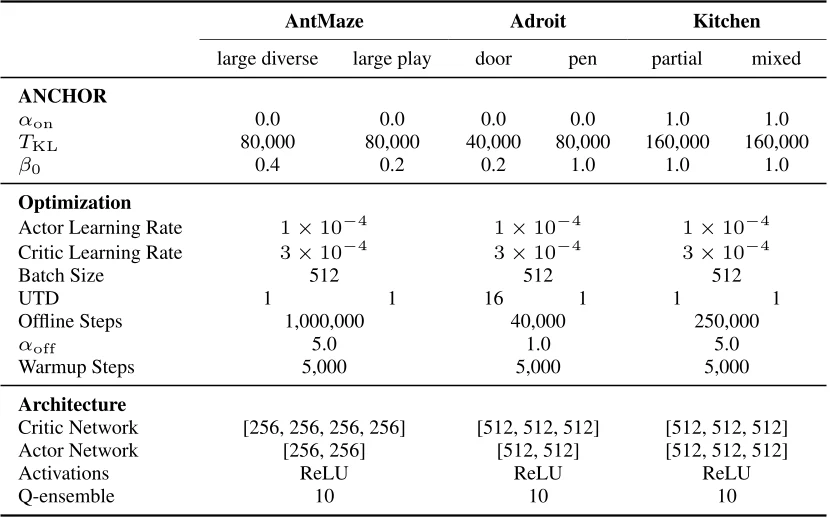 AntMaze Adroit Kitchen
large diverse large play door pen partial mixed
ANCHOR
α_on 0.0 0.0 0.0 0.0 1.0 1.0
T_KL 80,000 80,000 40,000 80,000 160,000 160,000
β_0 0.4 0.2 0.2 1.0 1.0 1.0
Optimization
Actor Learning Rate 1 × 10^−4 1 × 10^−4 1 × 10^−4
Critic Learning Rate 3 × 10^−4 3 × 10^−4 3 × 10^−4
Batch Size 512 512 512
UTD 1 1 16 1 1 1
Offline Steps 1,000,000 40,000 250,000
α_off 5.0 1.0 5.0
Warmup Steps 5,000 5,000 5,000
Architecture
Critic Network [256, 256, 256, 256] [512, 512, 512] [512, 512, 512]
Actor Network [256, 256] [512, 512] [512, 512, 512]
Activations ReLU ReLU ReLU
Q-ensemble 10 10 10